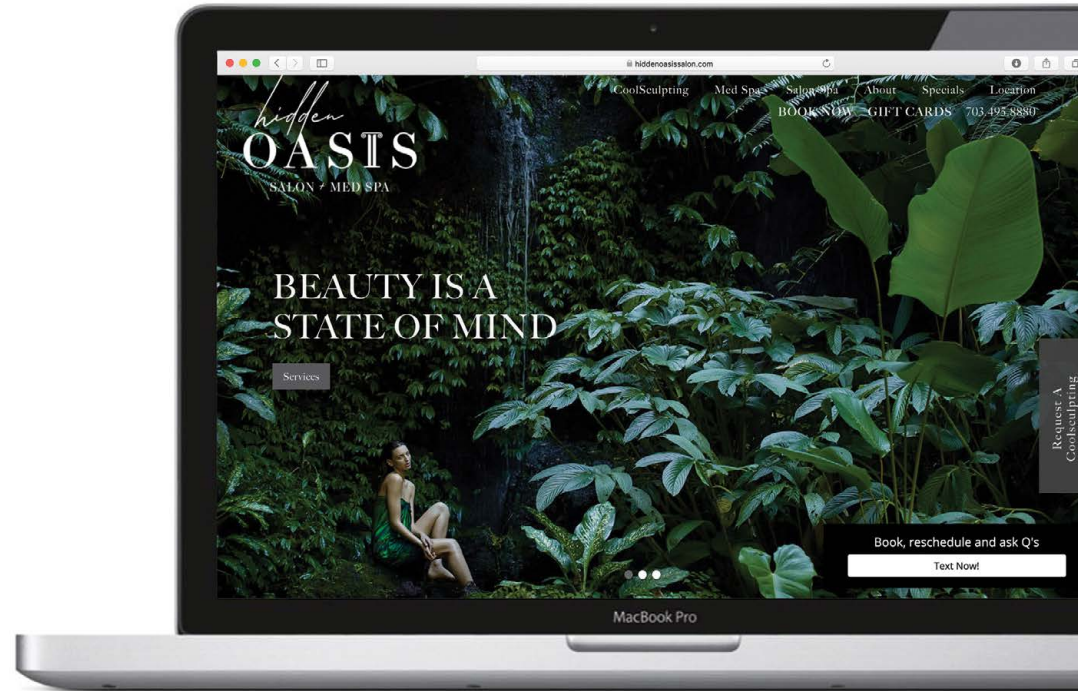 hiddenoasissalon.com
CoolSculpting Med Spa Salon Spa About Specials Location
BOOK NOW GIFT CARDS 703.495.8880
hidden
OASIS
SALON + MED SPA
BEAUTY IS A
STATE OF MIND
Services
Request A
Coolsculpting
Book, reschedule and ask Q's
Text Now!
MacBook Pro